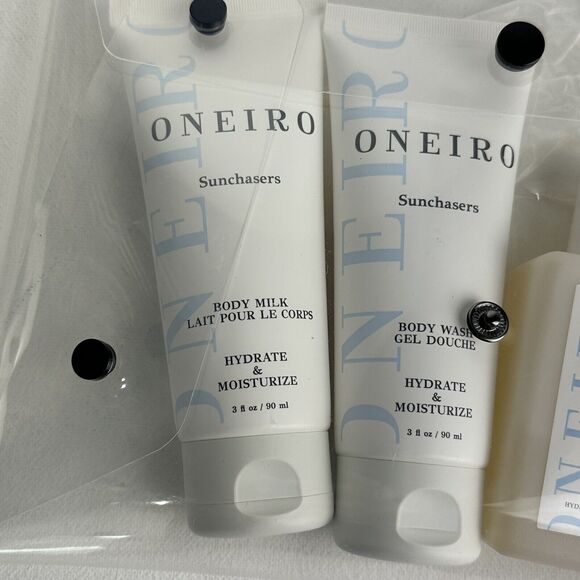 ONEIRO
Sunchasers
BODY MILK
LAIT POUR LE CORPS
HYDRATE
&
MOISTURIZE
3 fl oz / 90 ml
ONEIRO
Sunchasers
BODY WASH
GEL DOUCHE
HYDRATE
&
MOISTURIZE
3 fl oz / 90 ml